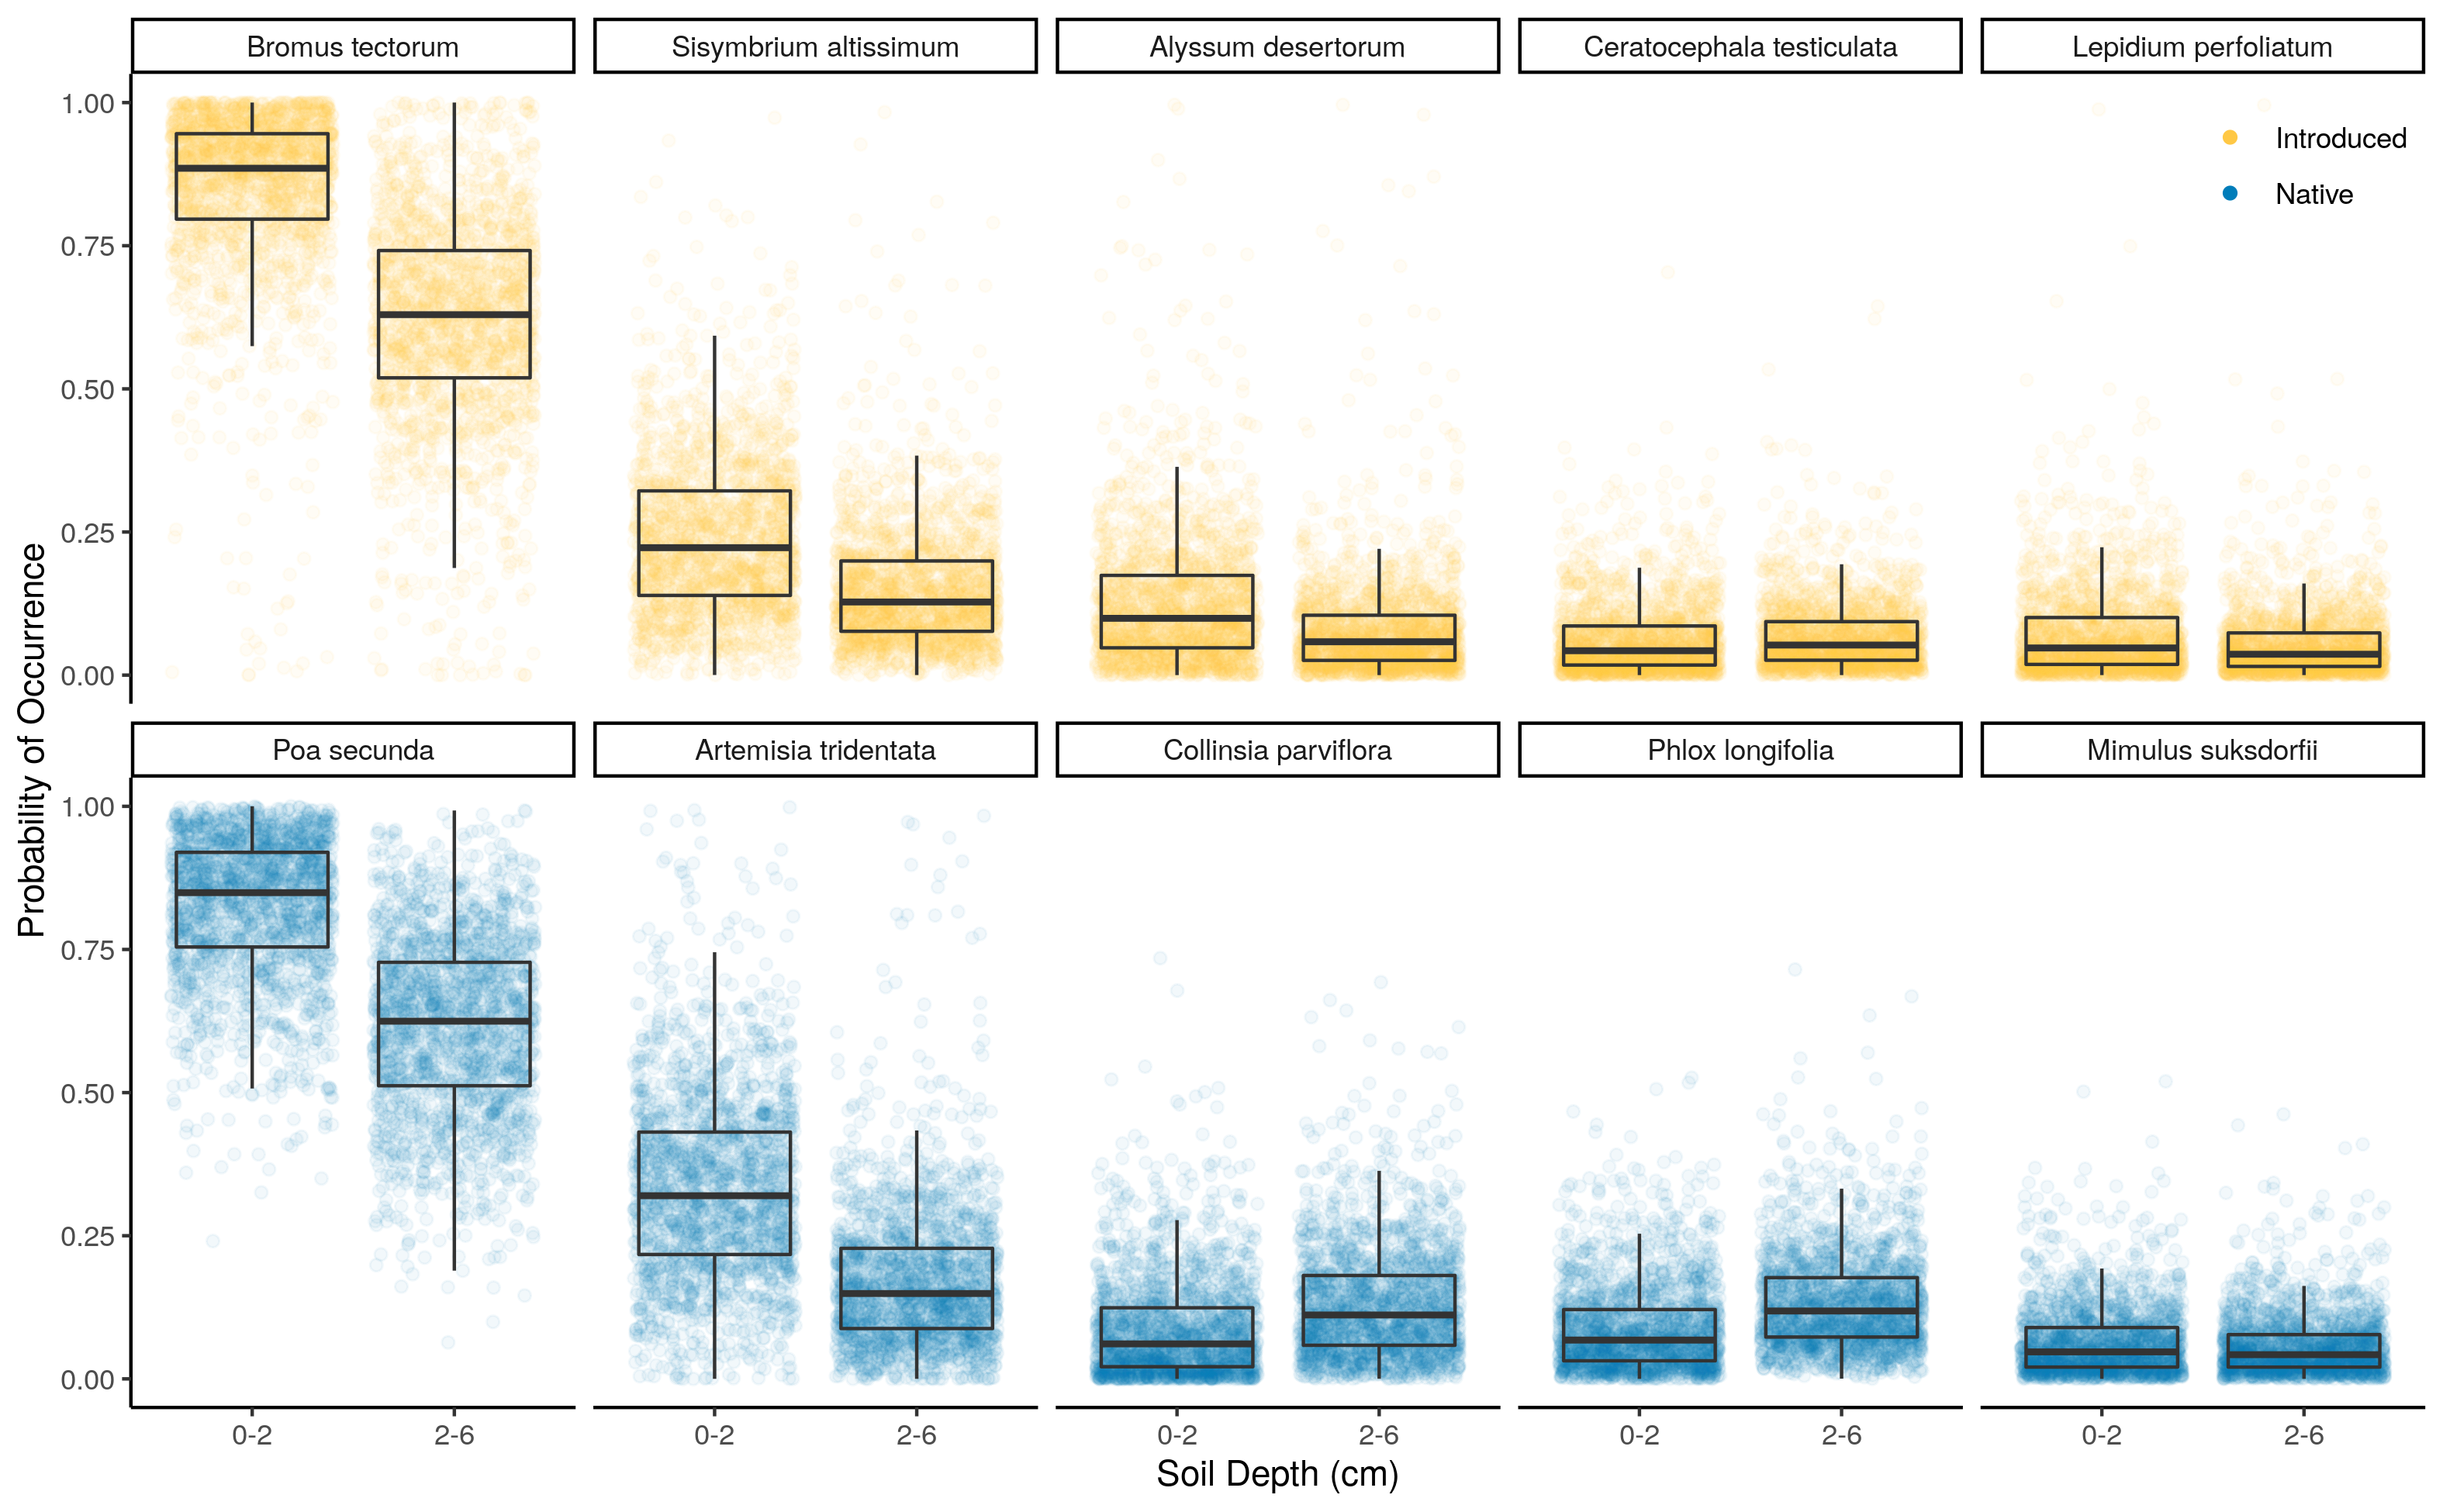 Bromus tectorum
Sisymbrium altissimum
Alyssum desertorum
Ceratocephala testiculata
Lepidium perfoliatum
1.00
0.75
0.50
0.25
0.00
Introduced
Native
Probability of Occurrence
Poa secunda
Artemisia tridentata
Collinsia parviflora
Phlox longifolia
Mimulus suksdorfii
1.00
0.75
0.50
0.25
0.00
0-2
2-6
0-2
2-6
0-2
2-6
0-2
2-6
0-2
2-6
Soil Depth (cm)